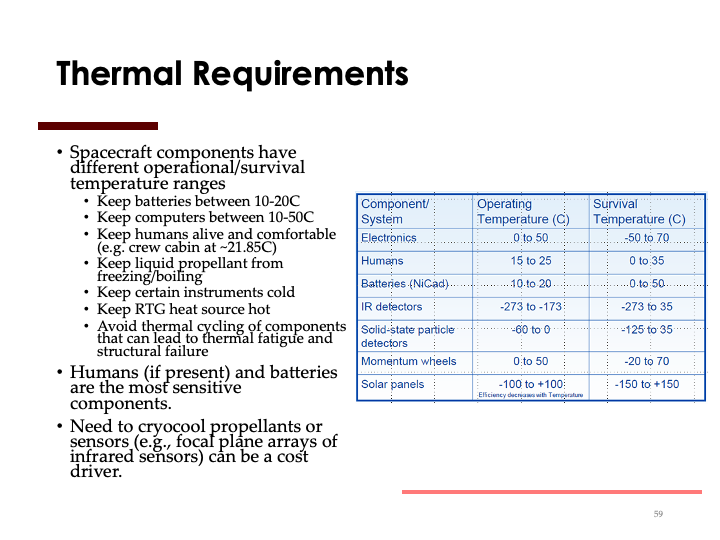 Thermal Requirements
• Spacecraft components have
different operational/survival
temperature ranges
• Keep batteries between 10-20C
• Keep computers between 10-50C
• Keep humans alive and comfortable
(e.g. crew cabin at ~21.85C)
• Keep liquid propellant from
freezing/boiling
• Keep certain instruments cold
• Keep RTG heat source hot
• Avoid thermal cycling of components
that can lead to thermal fatigue and
structural failure
• Humans (if present) and batteries
are the most sensitive
components.
• Need to cryocool propellants or
sensors (e.g., focal plane arrays of
infrared sensors) can be a cost
driver.
Component/ Operating Survival
System Temperature (C) Temperature (C)
Electronics 0 to 50 -50 to 70
Humans 15 to 25 0 to 35
Batteries (NiCad) 10 to 20 0 to 50
IR detectors -273 to -173 -273 to 35
Solid-state particle -60 to 0 -125 to 35
detectors
Momentum wheels 0 to 50 -20 to 70
Solar panels -100 to +100 -150 to +150
Efficiency decreases with Temperature
59